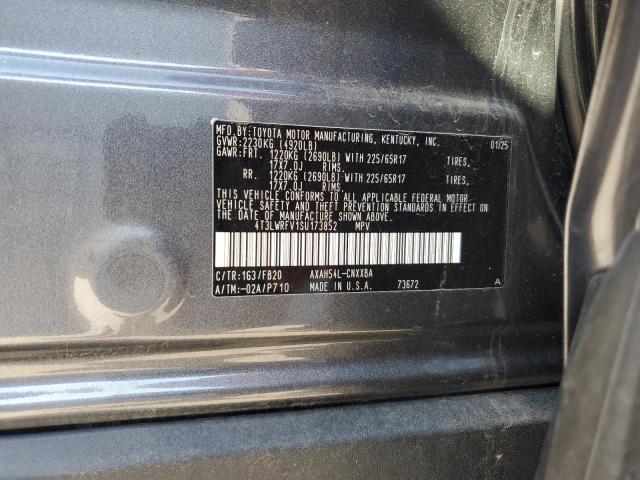 MFD.BY:TOYOTA MOTOR MANUFACTURING, KENTUCKY, INC. 01/25
GVWR:2230KG (4920LB)
GAWR:FRT. 1220KG (2690LB) WITH 225/65R17 TIRES,
17X7.0J RIMS.
RR. 1220KG (2690LB) WITH 225/65R17 TIRES,
17X7.0J RIMS.
THIS VEHICLE CONFORMS TO ALL APPLICABLE FEDERAL MOTOR
VEHICLE SAFETY AND THEFT PREVENTION STANDARDS IN EFFECT ON
THE DATE OF MANUFACTURE SHOWN ABOVE.
4T3LWRFV1SU173852 MPV
C/TR:1G3/FB20 AXAH54L-CNXXBA
A/TM:-02A/P710 MADE IN U.S.A. 73672 A